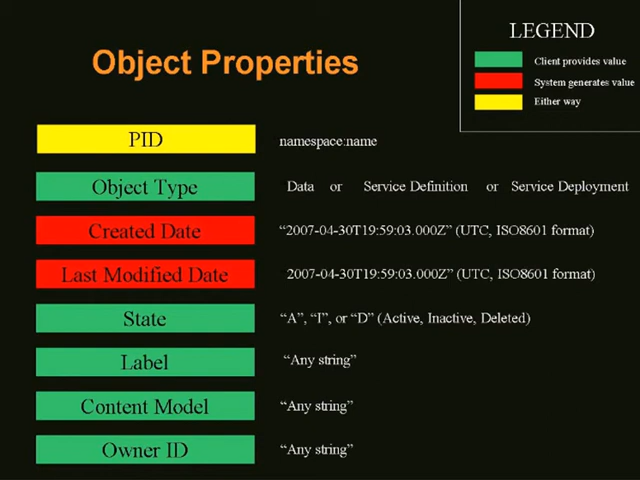 LEGEND
Object Properties
Client provides value
System generates value
Either way
PID namespace:name
Object Type Data or Service Definition or Service Deployment
Created Date “2007-04-30T19:59:03.000Z” (UTC, ISO8601 format)
Last Modified Date 2007-04-30T19:59:03.000Z” (UTC, ISO8601 format)
State “A”, “I”, or “D” (Active, Inactive, Deleted)
Label “Any string”
Content Model “Any string”
Owner ID “Any string”